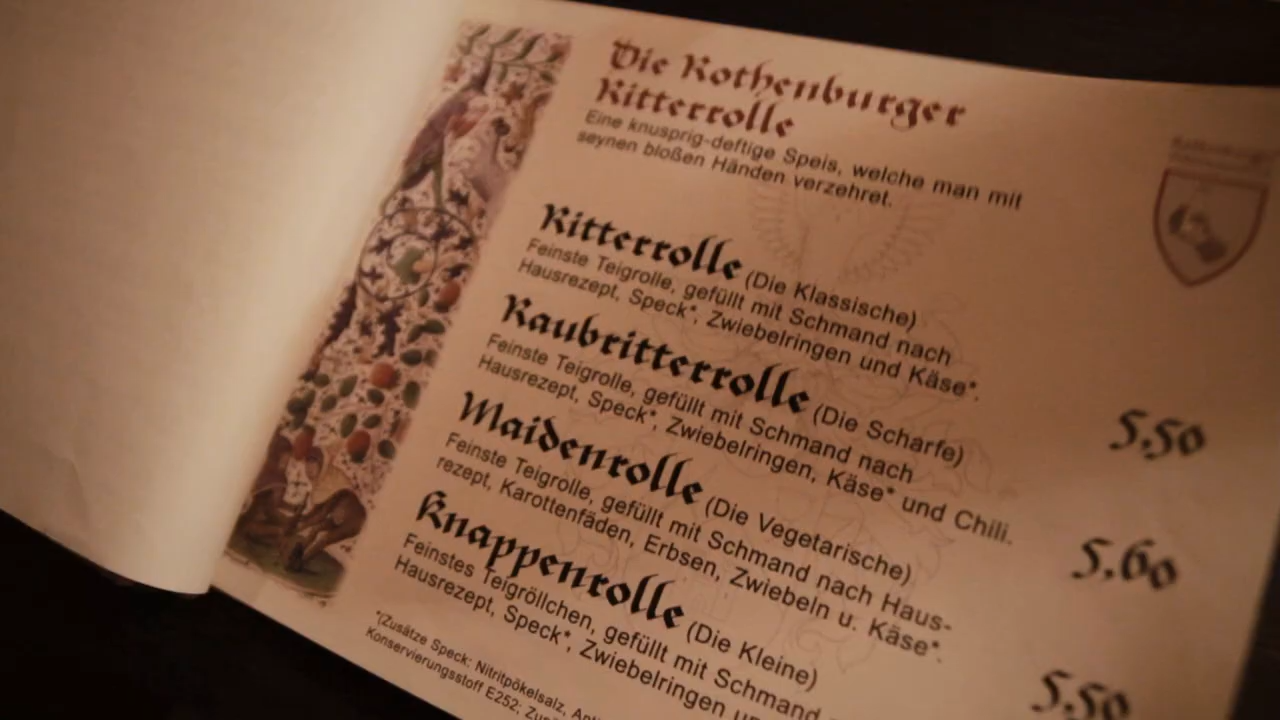 Die Rothenburger
Ritterrolle
Eine knusprig-deftige Speis, welche man mit
seynen bloßen Händen verzehret.
Ritterrolle (Die Klassische)
Feinste Teigrolle, gefüllt mit Schmand nach
Hausrezept, Speck*, Zwiebelringen und Käse*.
5,50
Raubritterrolle (Die Scharfe)
Feinste Teigrolle, gefüllt mit Schmand nach
Hausrezept, Speck*, Zwiebelringen, Käse* und Chili.
5,60
Maidenrolle (Die Vegetarische)
Feinste Teigrolle, gefüllt mit Schmand nach Haus-
rezept, Karottenfäden, Erbsen, Zwiebeln u. Käse*.
5,50
Knappenrolle (Die Kleine)
Feinstes Teigröllchen, gefüllt mit Schmand
Hausrezept, Speck*, Zwiebelringen
*(Zusätze Speck: Nitritpökelsalz,
Konservierungsstoff E252;